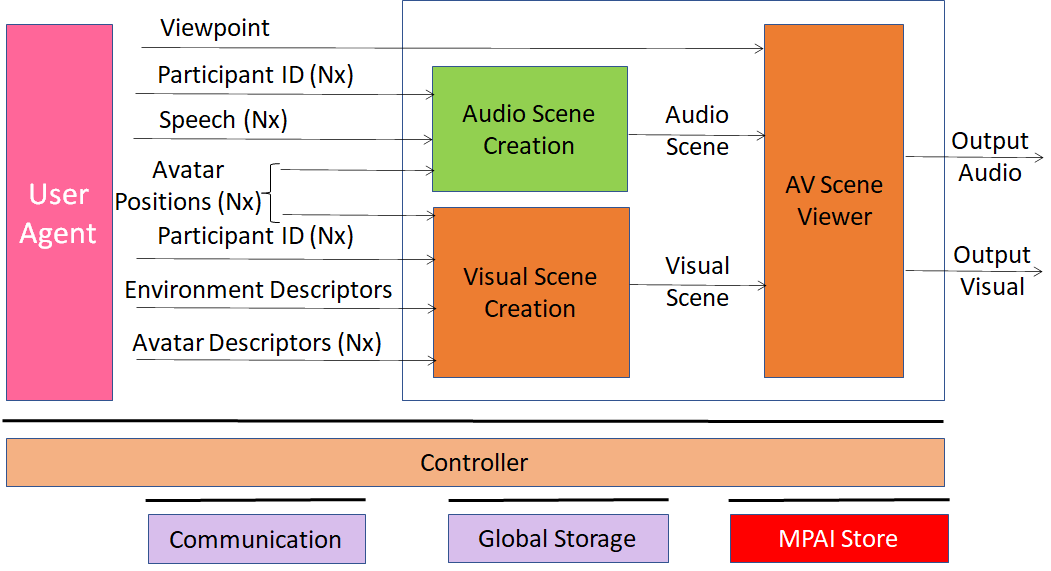 Viewpoint
Participant ID (Nx)
Speech (Nx)
Avatar
Positions (Nx)
Participant ID (Nx)
Environment Descriptors
Avatar Descriptors (Nx)
User
Agent
Audio Scene
Creation
Visual Scene
Creation
Audio
Scene
Visual
Scene
AV Scene
Viewer
Output
Audio
Output
Visual
Controller
Communication
Global Storage
MPAI Store